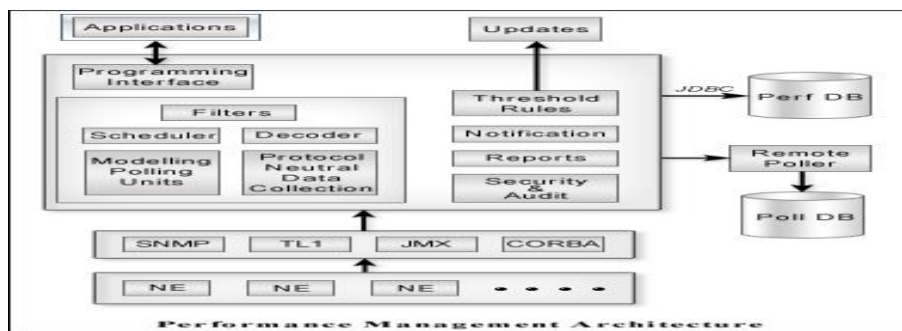 Applications
Updates
Programming
Interface
Filters
Scheduler
Decoder
Modelling
Polling
Units
Protocol
Neutral
Data
Collection
Threshold
Rules
Notification
Reports
Security
&
Audit
JDBC
Perf DB
Remote
Poller
Poll DB
SNMP
TL1
JMX
CORBA
NE
NE
NE
Performance Management Architecture